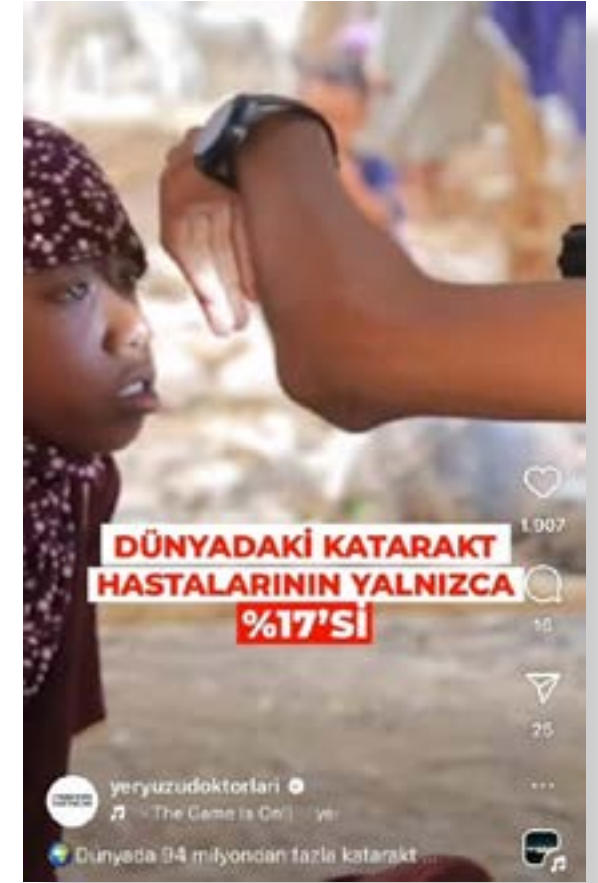 DÜNYADAKİ KATARAKT
HASTALARININ YALNIZCA
%17'Sİ
1.907
16
25
yeryuzudoktorlari
The Game Is On
Dünyada 94 milyondan fazla katarakt ...